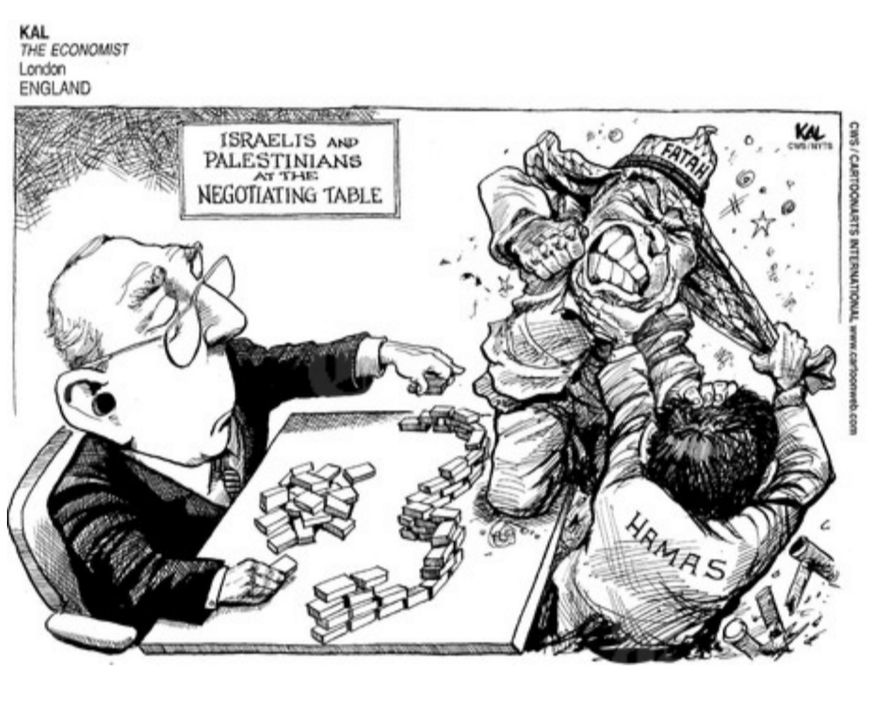 KAL
THE ECONOMIST
London
ENGLAND
ISRAELIS AND
PALESTINIANS
AT THE
NEGOTIATING TABLE
FATAH
KAL
CWS/NYTS
HAMAS
CWS/CARTOONARTS INTERNATIONAL www.cartoonweb.com